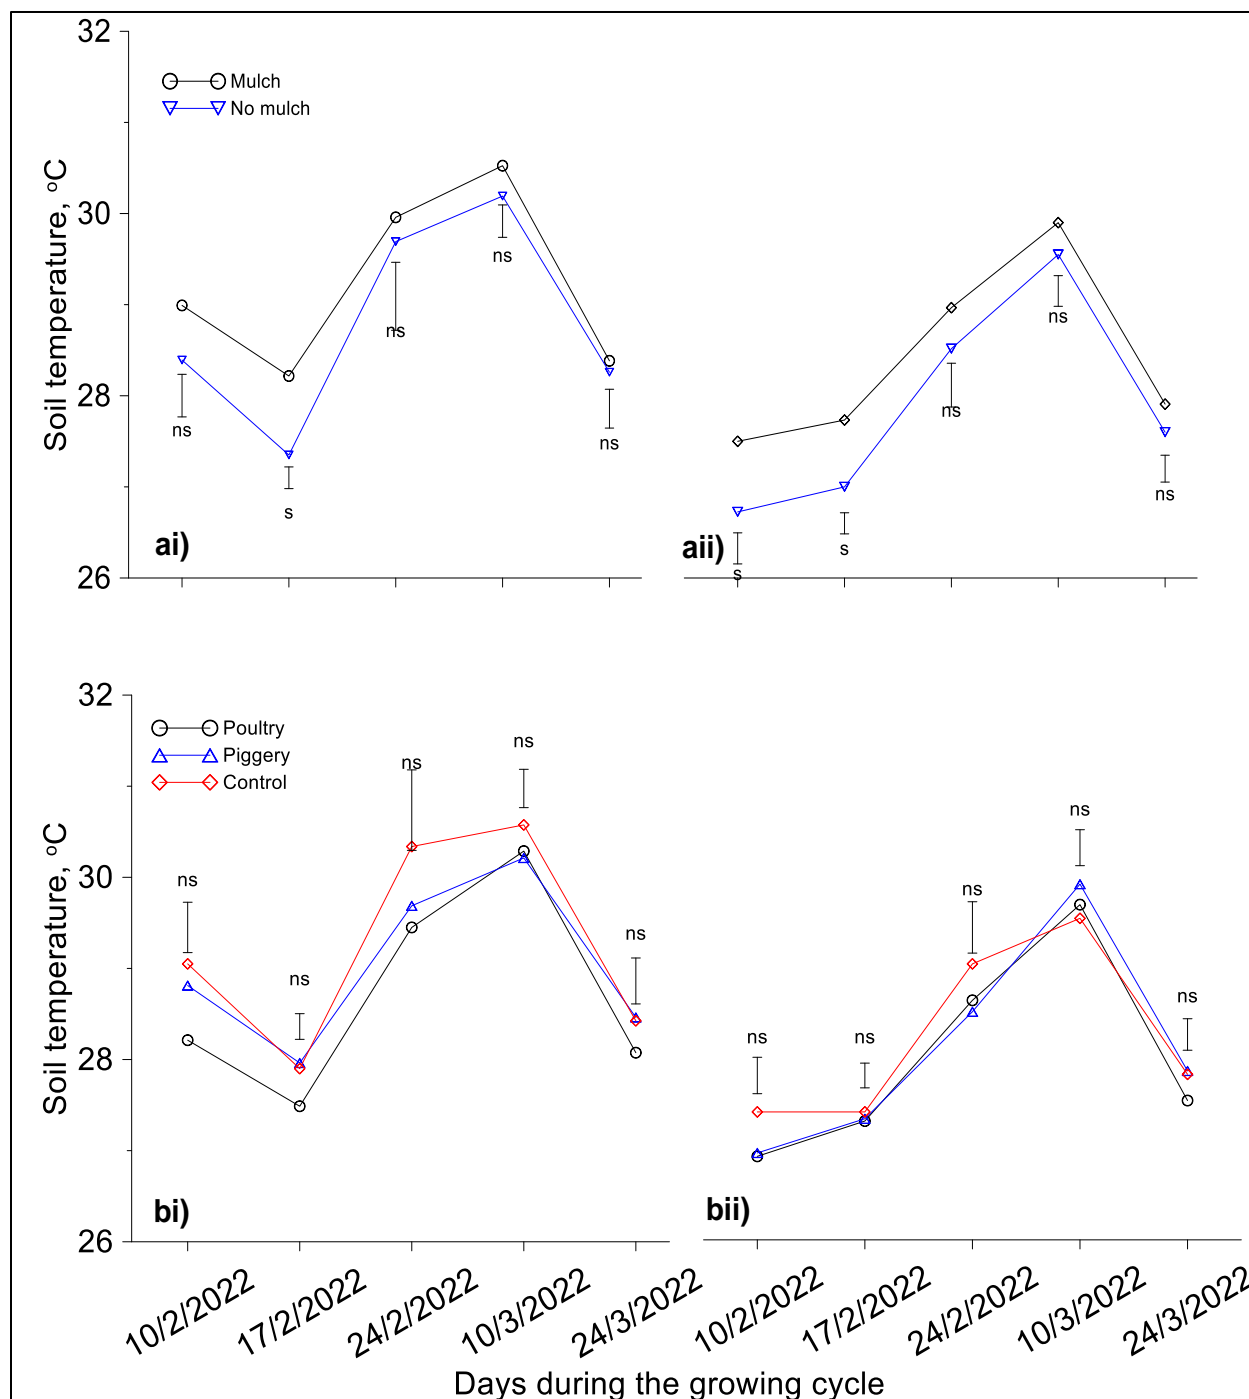 32
Mulch
No mulch
Soil temperature, °C
30
ns
ns
ns
ns
28
ns
ns
ns
ns
s
s
s
ai)
aii)
26
32
Poultry
Piggery
Control
Soil temperature, °C
ns
ns
ns
30
ns
ns
ns
ns
ns
ns
ns
28
bi)
bii)
26
10/2/2022
17/2/2022
24/2/2022
10/3/2022
24/3/2022
10/2/2022
17/2/2022
24/2/2022
10/3/2022
24/3/2022
Days during the growing cycle